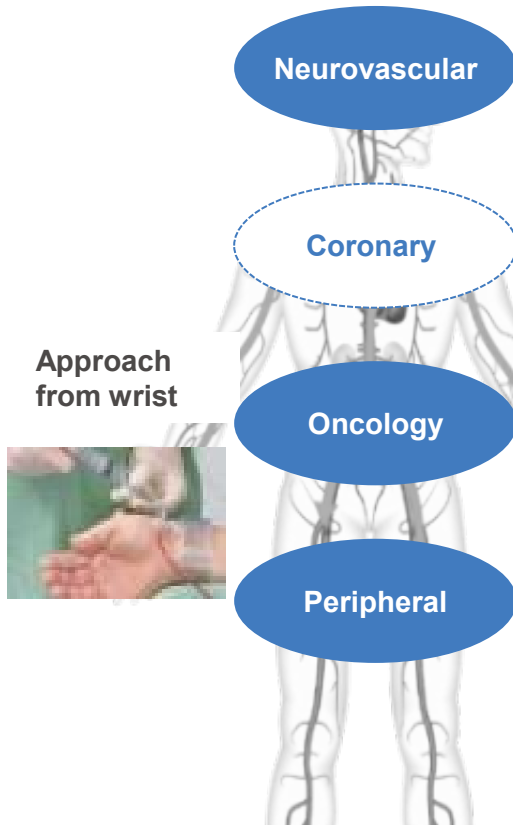 Neurovascular
Coronary
Approach
from wrist
Oncology
Peripheral